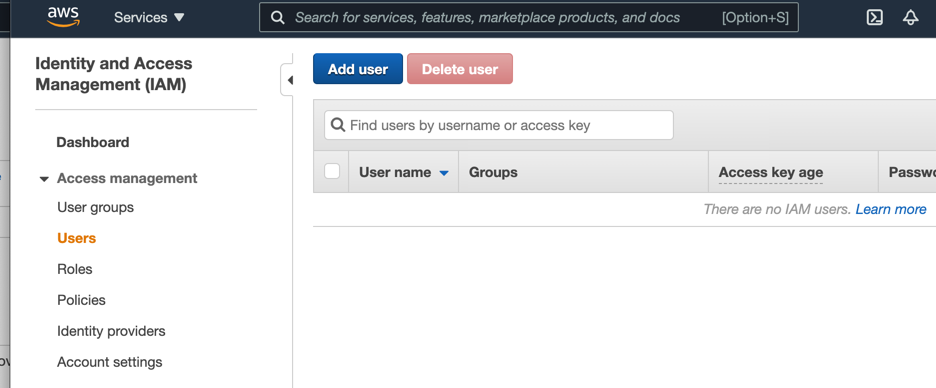 aws
Services
Search for services, features, marketplace products, and docs [Option+S]
Identity and Access
Management (IAM)
Dashboard
Access management
User groups
Users
Roles
Policies
Identity providers
Account settings
Add user
Delete user
Find users by username or access key
User name
Groups
Access key age
Passwo
There are no IAM users. Learn more